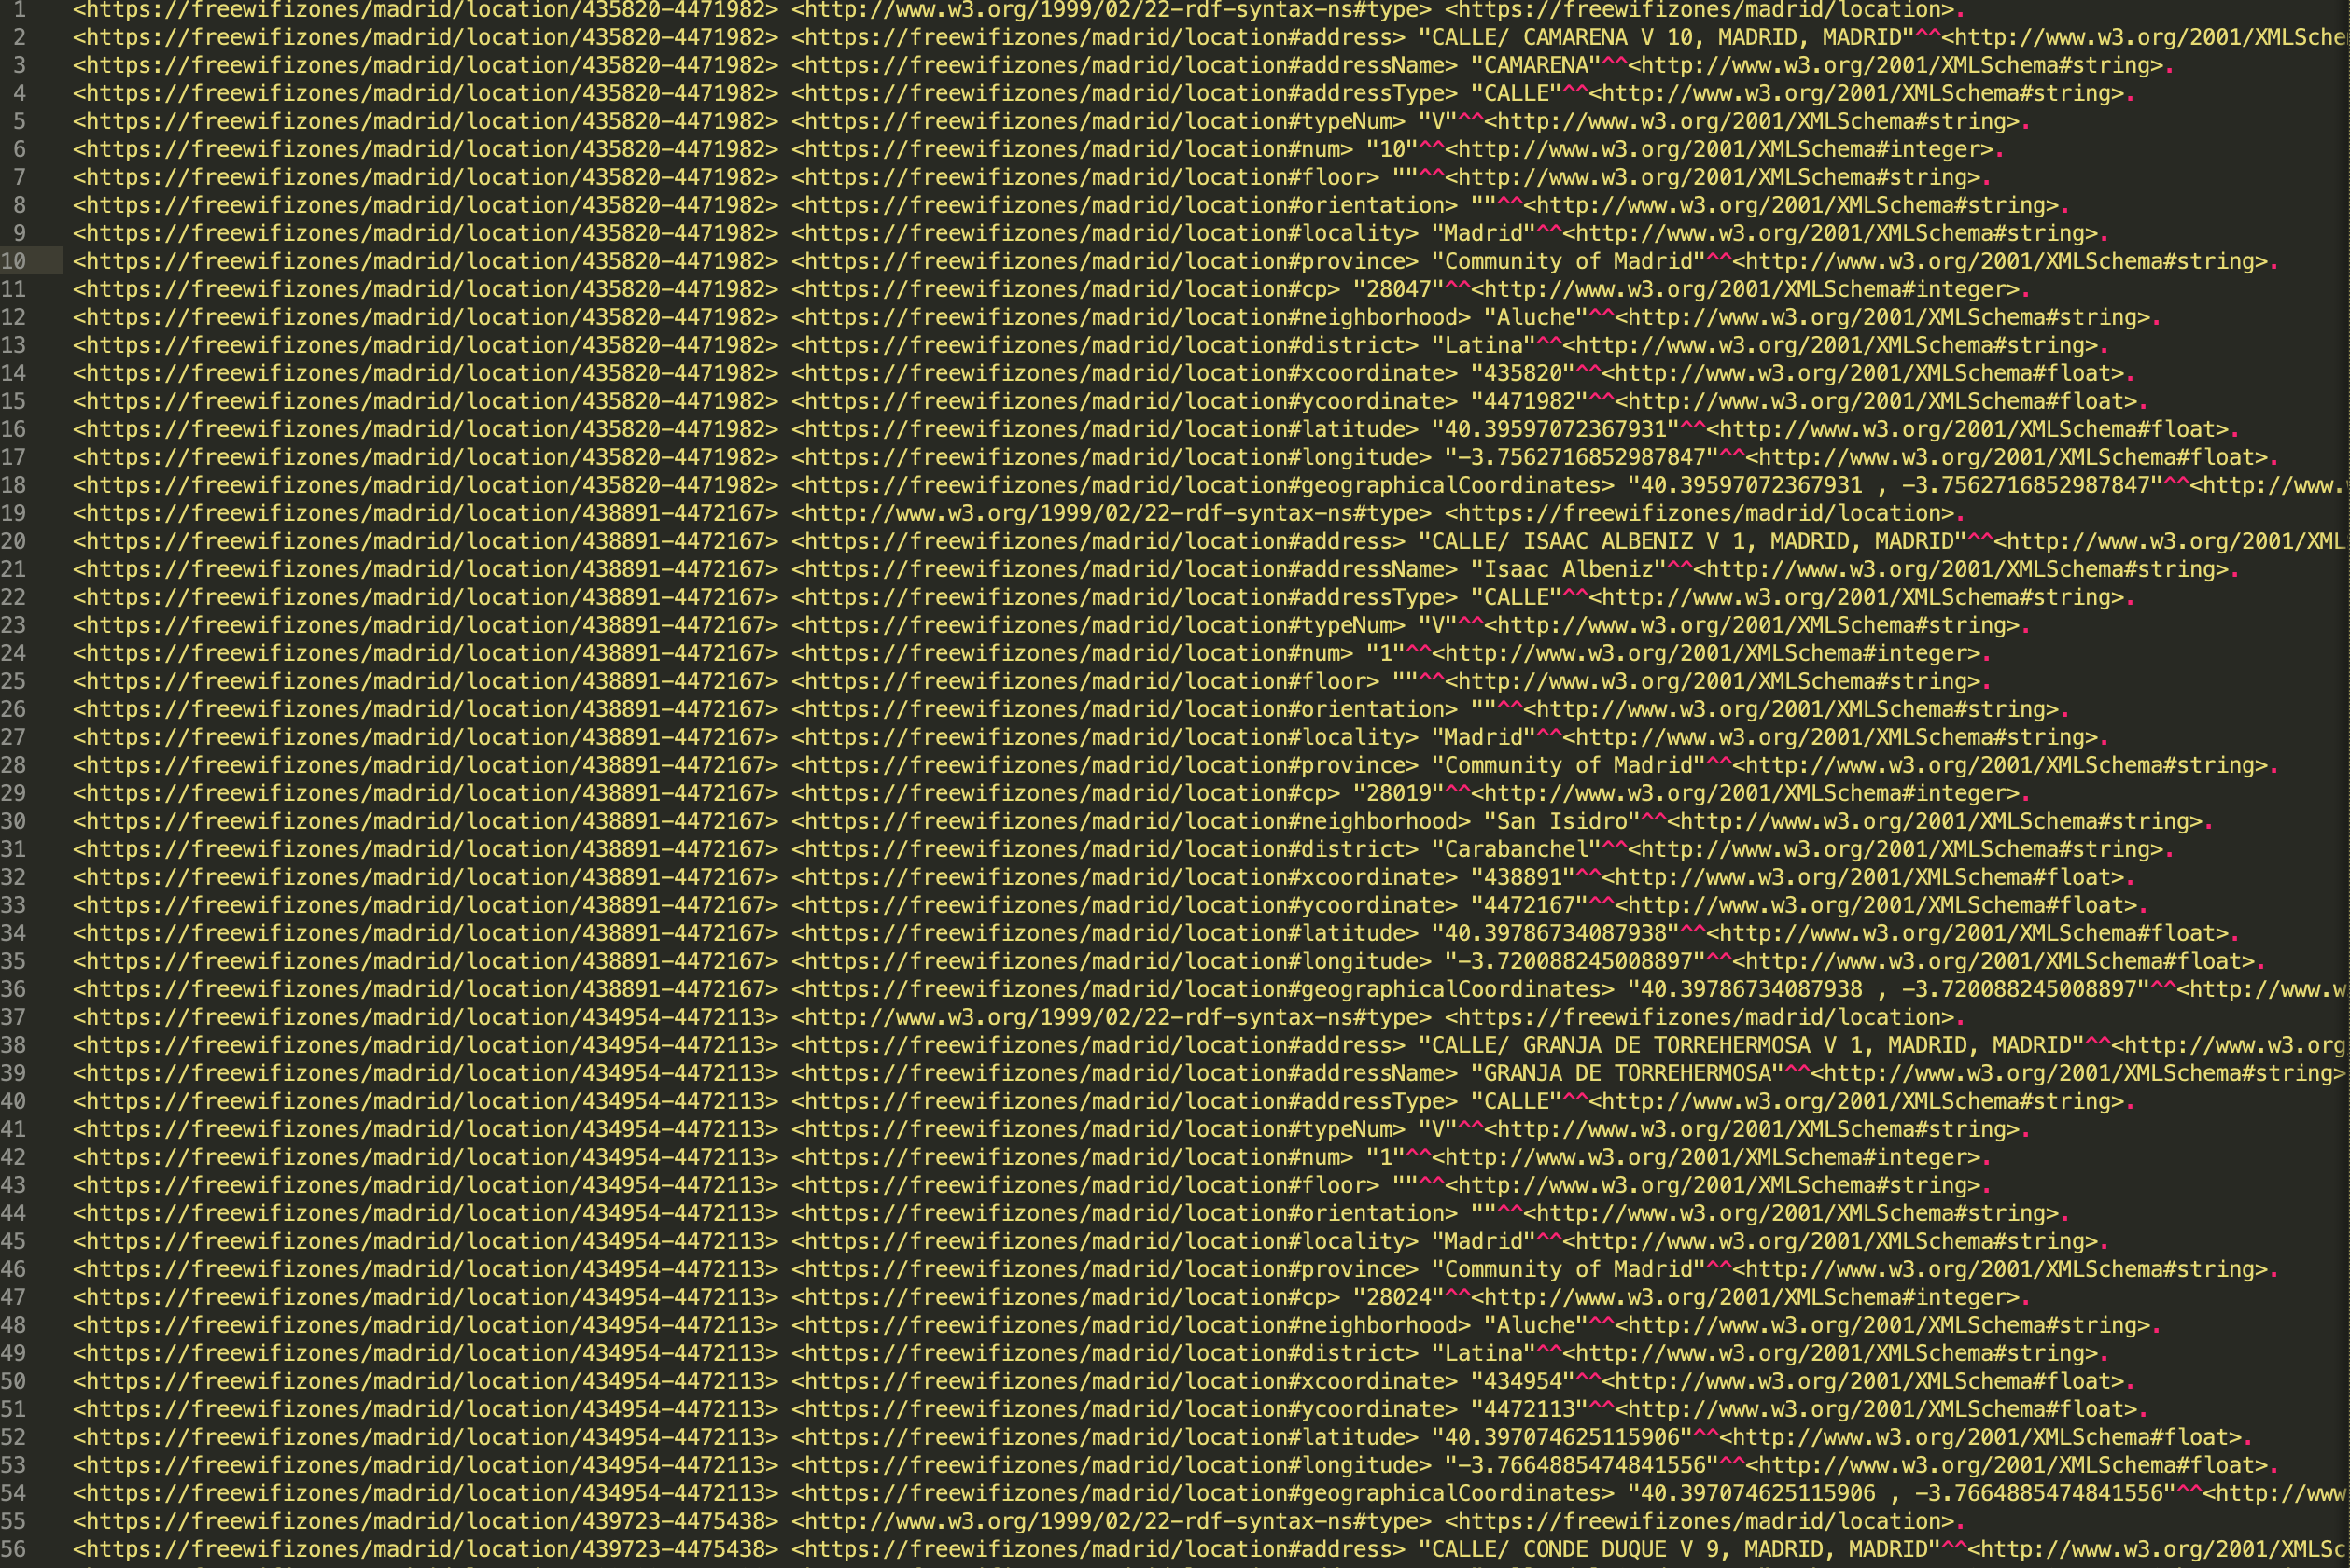 1 <https://freewifizones/madrid/location/435820-4471982> <http://www.w3.org/1999/02/22-rdf-syntax-ns#type> <https://freewifizones/madrid/location>.
2 <https://freewifizones/madrid/location/435820-4471982> <https://freewifizones/madrid/location#address> "CALLE/ CAMARENA V 10, MADRID, MADRID"^^<http://www.w3.org/2001/XMLSche
3 <https://freewifizones/madrid/location/435820-4471982> <https://freewifizones/madrid/location#addressName> "CAMARENA"^^<http://www.w3.org/2001/XMLSchema#string>.
4 <https://freewifizones/madrid/location/435820-4471982> <https://freewifizones/madrid/location#addressType> "CALLE"^^<http://www.w3.org/2001/XMLSchema#string>.
5 <https://freewifizones/madrid/location/435820-4471982> <https://freewifizones/madrid/location#typeNum> "V"^^<http://www.w3.org/2001/XMLSchema#string>.
6 <https://freewifizones/madrid/location/435820-4471982> <https://freewifizones/madrid/location#num> "10"^^<http://www.w3.org/2001/XMLSchema#integer>.
7 <https://freewifizones/madrid/location/435820-4471982> <https://freewifizones/madrid/location#floor> ""^^<http://www.w3.org/2001/XMLSchema#string>.
8 <https://freewifizones/madrid/location/435820-4471982> <https://freewifizones/madrid/location#orientation> ""^^<http://www.w3.org/2001/XMLSchema#string>.
9 <https://freewifizones/madrid/location/435820-4471982> <https://freewifizones/madrid/location#locality> "Madrid"^^<http://www.w3.org/2001/XMLSchema#string>.
10 <https://freewifizones/madrid/location/435820-4471982> <https://freewifizones/madrid/location#province> "Community of Madrid"^^<http://www.w3.org/2001/XMLSchema#string>.
11 <https://freewifizones/madrid/location/435820-4471982> <https://freewifizones/madrid/location#cp> "28047"^^<http://www.w3.org/2001/XMLSchema#integer>.
12 <https://freewifizones/madrid/location/435820-4471982> <https://freewifizones/madrid/location#neighborhood> "Aluche"^^<http://www.w3.org/2001/XMLSchema#string>.
13 <https://freewifizones/madrid/location/435820-4471982> <https://freewifizones/madrid/location#district> "Latina"^^<http://www.w3.org/2001/XMLSchema#string>.
14 <https://freewifizones/madrid/location/435820-4471982> <https://freewifizones/madrid/location#xcoordinate> "435820"^^<http://www.w3.org/2001/XMLSchema#float>.
15 <https://freewifizones/madrid/location/435820-4471982> <https://freewifizones/madrid/location#ycoordinate> "4471982"^^<http://www.w3.org/2001/XMLSchema#float>.
16 <https://freewifizones/madrid/location/435820-4471982> <https://freewifizones/madrid/location#latitude> "40.39597072367931"^^<http://www.w3.org/2001/XMLSchema#float>.
17 <https://freewifizones/madrid/location/435820-4471982> <https://freewifizones/madrid/location#longitude> "-3.7562716852987847"^^<http://www.w3.org/2001/XMLSchema#float>.
18 <https://freewifizones/madrid/location/435820-4471982> <https://freewifizones/madrid/location#geographicalCoordinates> "40.39597072367931 , -3.7562716852987847"^^<http://www.
19 <https://freewifizones/madrid/location/438891-4472167> <http://www.w3.org/1999/02/22-rdf-syntax-ns#type> <https://freewifizones/madrid/location>.
20 <https://freewifizones/madrid/location/438891-4472167> <https://freewifizones/madrid/location#address> "CALLE/ ISAAC ALBENIZ V 1, MADRID, MADRID"^^<http://www.w3.org/2001/XML
21 <https://freewifizones/madrid/location/438891-4472167> <https://freewifizones/madrid/location#addressName> "Isaac Albeniz"^^<http://www.w3.org/2001/XMLSchema#string>.
22 <https://freewifizones/madrid/location/438891-4472167> <https://freewifizones/madrid/location#addressType> "CALLE"^^<http://www.w3.org/2001/XMLSchema#string>.
23 <https://freewifizones/madrid/location/438891-4472167> <https://freewifizones/madrid/location#typeNum> "V"^^<http://www.w3.org/2001/XMLSchema#string>.
24 <https://freewifizones/madrid/location/438891-4472167> <https://freewifizones/madrid/location#num> "1"^^<http://www.w3.org/2001/XMLSchema#integer>.
25 <https://freewifizones/madrid/location/438891-4472167> <https://freewifizones/madrid/location#floor> ""^^<http://www.w3.org/2001/XMLSchema#string>.
26 <https://freewifizones/madrid/location/438891-4472167> <https://freewifizones/madrid/location#orientation> ""^^<http://www.w3.org/2001/XMLSchema#string>.
27 <https://freewifizones/madrid/location/438891-4472167> <https://freewifizones/madrid/location#locality> "Madrid"^^<http://www.w3.org/2001/XMLSchema#string>.
28 <https://freewifizones/madrid/location/438891-4472167> <https://freewifizones/madrid/location#province> "Community of Madrid"^^<http://www.w3.org/2001/XMLSchema#string>.
29 <https://freewifizones/madrid/location/438891-4472167> <https://freewifizones/madrid/location#cp> "28019"^^<http://www.w3.org/2001/XMLSchema#integer>.
30 <https://freewifizones/madrid/location/438891-4472167> <https://freewifizones/madrid/location#neighborhood> "San Isidro"^^<http://www.w3.org/2001/XMLSchema#string>.
31 <https://freewifizones/madrid/location/438891-4472167> <https://freewifizones/madrid/location#district> "Carabanchel"^^<http://www.w3.org/2001/XMLSchema#string>.
32 <https://freewifizones/madrid/location/438891-4472167> <https://freewifizones/madrid/location#xcoordinate> "438891"^^<http://www.w3.org/2001/XMLSchema#float>.
33 <https://freewifizones/madrid/location/438891-4472167> <https://freewifizones/madrid/location#ycoordinate> "4472167"^^<http://www.w3.org/2001/XMLSchema#float>.
34 <https://freewifizones/madrid/location/438891-4472167> <https://freewifizones/madrid/location#latitude> "40.39786734087938"^^<http://www.w3.org/2001/XMLSchema#float>.
35 <https://freewifizones/madrid/location/438891-4472167> <https://freewifizones/madrid/location#longitude> "-3.720088245008897"^^<http://www.w3.org/2001/XMLSchema#float>.
36 <https://freewifizones/madrid/location/438891-4472167> <https://freewifizones/madrid/location#geographicalCoordinates> "40.39786734087938 , -3.720088245008897"^^<http://www.w
37 <https://freewifizones/madrid/location/434954-4472113> <http://www.w3.org/1999/02/22-rdf-syntax-ns#type> <https://freewifizones/madrid/location>.
38 <https://freewifizones/madrid/location/434954-4472113> <https://freewifizones/madrid/location#address> "CALLE/ GRANJA DE TORREHERMOSA V 1, MADRID, MADRID"^^<http://www.w3.org
39 <https://freewifizones/madrid/location/434954-4472113> <https://freewifizones/madrid/location#addressName> "GRANJA DE TORREHERMOSA"^^<http://www.w3.org/2001/XMLSchema#string>
40 <https://freewifizones/madrid/location/434954-4472113> <https://freewifizones/madrid/location#addressType> "CALLE"^^<http://www.w3.org/2001/XMLSchema#string>.
41 <https://freewifizones/madrid/location/434954-4472113> <https://freewifizones/madrid/location#typeNum> "V"^^<http://www.w3.org/2001/XMLSchema#string>.
42 <https://freewifizones/madrid/location/434954-4472113> <https://freewifizones/madrid/location#num> "1"^^<http://www.w3.org/2001/XMLSchema#integer>.
43 <https://freewifizones/madrid/location/434954-4472113> <https://freewifizones/madrid/location#floor> ""^^<http://www.w3.org/2001/XMLSchema#string>.
44 <https://freewifizones/madrid/location/434954-4472113> <https://freewifizones/madrid/location#orientation> ""^^<http://www.w3.org/2001/XMLSchema#string>.
45 <https://freewifizones/madrid/location/434954-4472113> <https://freewifizones/madrid/location#locality> "Madrid"^^<http://www.w3.org/2001/XMLSchema#string>.
46 <https://freewifizones/madrid/location/434954-4472113> <https://freewifizones/madrid/location#province> "Community of Madrid"^^<http://www.w3.org/2001/XMLSchema#string>.
47 <https://freewifizones/madrid/location/434954-4472113> <https://freewifizones/madrid/location#cp> "28024"^^<http://www.w3.org/2001/XMLSchema#integer>.
48 <https://freewifizones/madrid/location/434954-4472113> <https://freewifizones/madrid/location#neighborhood> "Aluche"^^<http://www.w3.org/2001/XMLSchema#string>.
49 <https://freewifizones/madrid/location/434954-4472113> <https://freewifizones/madrid/location#district> "Latina"^^<http://www.w3.org/2001/XMLSchema#string>.
50 <https://freewifizones/madrid/location/434954-4472113> <https://freewifizones/madrid/location#xcoordinate> "434954"^^<http://www.w3.org/2001/XMLSchema#float>.
51 <https://freewifizones/madrid/location/434954-4472113> <https://freewifizones/madrid/location#ycoordinate> "4472113"^^<http://www.w3.org/2001/XMLSchema#float>.
52 <https://freewifizones/madrid/location/434954-4472113> <https://freewifizones/madrid/location#latitude> "40.397074625115906"^^<http://www.w3.org/2001/XMLSchema#float>.
53 <https://freewifizones/madrid/location/434954-4472113> <https://freewifizones/madrid/location#longitude> "-3.7664885474841556"^^<http://www.w3.org/2001/XMLSchema#float>.
54 <https://freewifizones/madrid/location/434954-4472113> <https://freewifizones/madrid/location#geographicalCoordinates> "40.397074625115906 , -3.7664885474841556"^^<http://www
55 <https://freewifizones/madrid/location/439723-4475438> <http://www.w3.org/1999/02/22-rdf-syntax-ns#type> <https://freewifizones/madrid/location>.
56 <https://freewifizones/madrid/location/439723-4475438> <https://freewifizones/madrid/location#address> "CALLE/ CONDE DUQUE V 9, MADRID, MADRID"^^<http://www.w3.org/2001/XMLSc